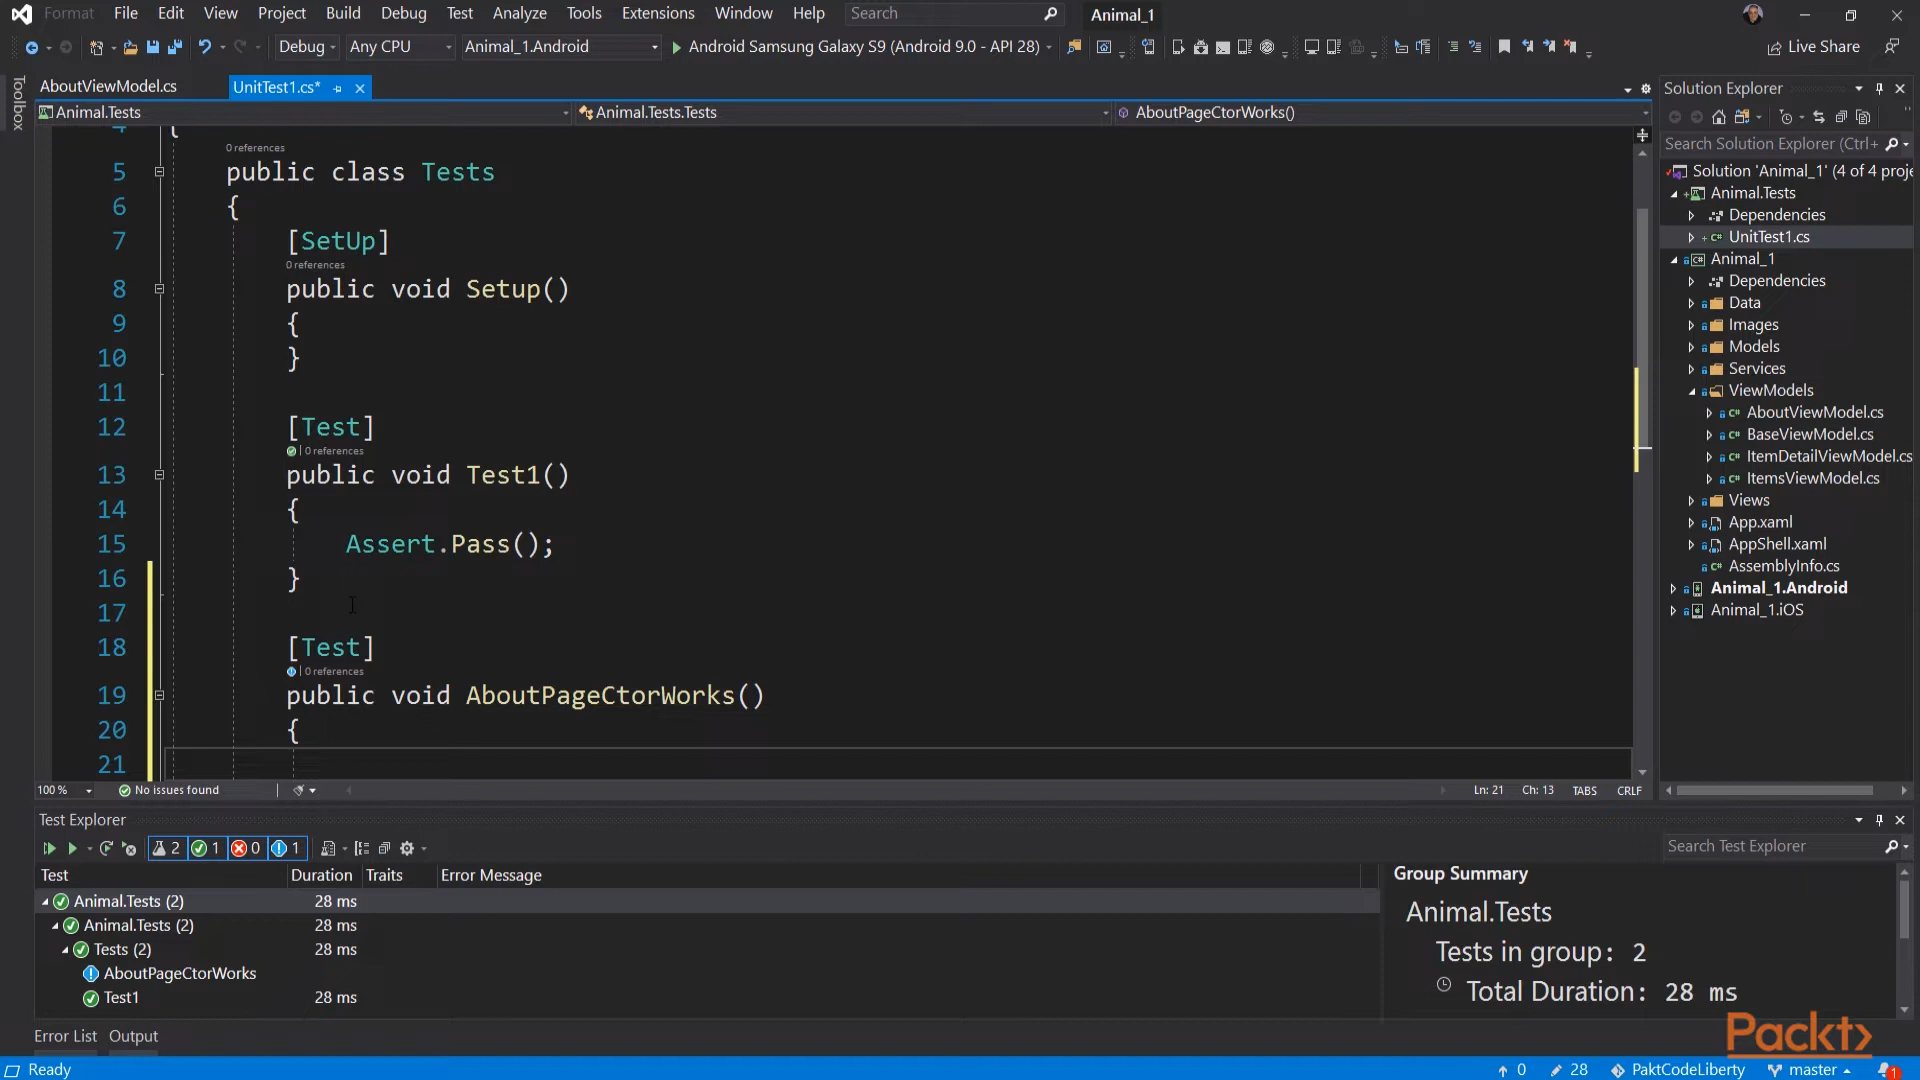 Format File Edit View Project Build Debug Test Analyze Tools Extensions Window Help Search Animal_1
Debug Any CPU Animal_1.Android Android Samsung Galaxy S9 (Android 9.0 - API 28) Live Share
Toolbox
AboutViewModel.cs UnitTest1.cs*
Animal.Tests Animal.Tests.Tests AboutPageCtorWorks()
4 {
0 references
5 public class Tests
6 {
7 [SetUp]
0 references
8 public void Setup()
9 {
10 }
11
12 [Test]
0 references
13 public void Test1()
14 {
15 Assert.Pass();
16 }
17
18 [Test]
0 references
19 public void AboutPageCtorWorks()
20 {
21
100 % No issues found Ln: 21 Ch: 13 TABS CRLF
Solution Explorer
Search Solution Explorer (Ctrl+
Solution 'Animal_1' (4 of 4 proje
Animal.Tests
Dependencies
UnitTest1.cs
Animal_1
Dependencies
Data
Images
Models
Services
ViewModels
AboutViewModel.cs
BaseViewModel.cs
ItemDetailViewModel.cs
ItemsViewModel.cs
Views
App.xaml
AppShell.xaml
AssemblyInfo.cs
Animal_1.Android
Animal_1.iOS
Test Explorer
2 1 0 1 Search Test Explorer
Test Duration Traits Error Message
Animal.Tests (2) 28 ms
Animal.Tests (2) 28 ms
Tests (2) 28 ms
AboutPageCtorWorks
Test1 28 ms
Group Summary
Animal.Tests
Tests in group: 2
Total Duration: 28 ms
Packt>
Error List Output
Ready 0 28 PaktCodeLiberty master 1